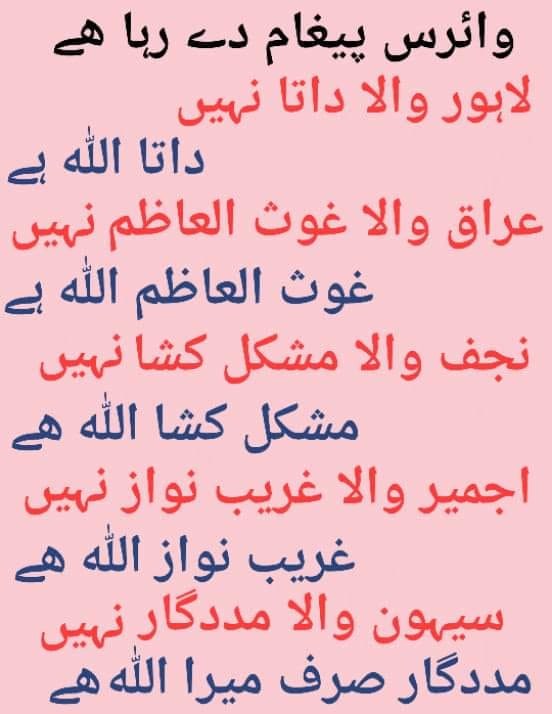 وائرس پیغام دے رہا ھے
لاہور والا داتا نہیں
داتا اللہ ہے
عراق والا غوث العاظم نہیں
غوث العاظم اللہ ہے
نجف والا مشکل کشا نہیں
مشکل کشا اللہ ھے
اجمیر والا غریب نواز نہیں
غریب نواز اللہ ھے
سیہون والا مددگار نہیں
مددگار صرف میرا اللہ ھے